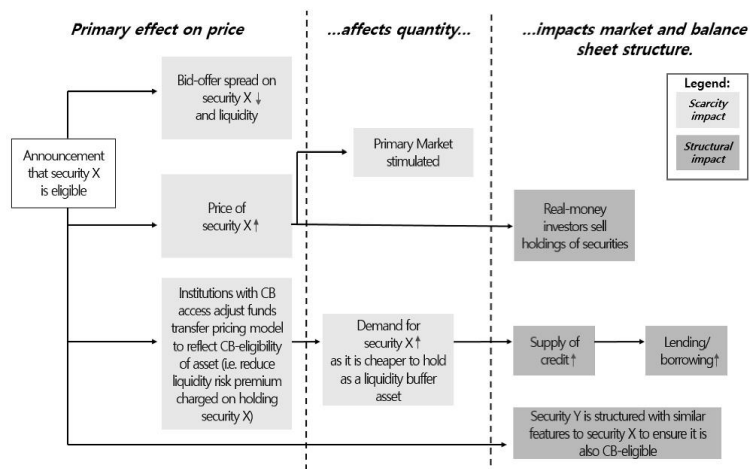 Primary effect on price
...affects quantity...
...impacts market and balance
sheet structure.
Legend:
Scarcity
impact
Structural
impact
Bid-offer spread on
security X ↓
and liquidity
Announcement
that security X
is eligible
Primary Market
stimulated
Price of
security X↑
Real-money
investors sell
holdings of securities
Institutions with CB
access adjust funds
transfer pricing model
to reflect CB-eligibility
of asset (i.e. reduce
liquidity risk premium
charged on holding
security X)
Demand for
security X↑
as it is cheaper to hold
as a liquidity buffer
asset
Supply of
credit↑
Lending/
borrowing↑
Security Y is structured with similar
features to security X to ensure it is
also CB-eligible